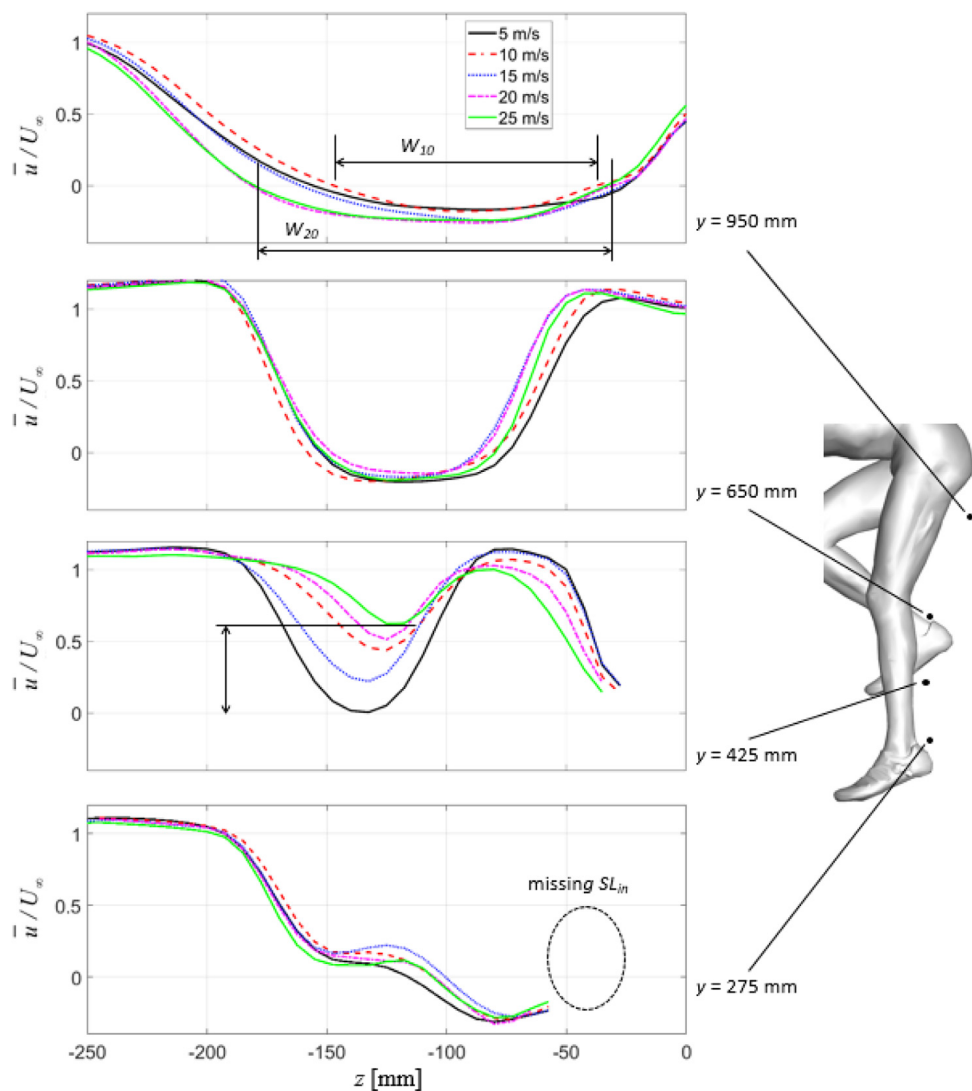 5 m/s
10 m/s
15 m/s
20 m/s
25 m/s
1
0.5
0
u̅ / U∞
W10
W20
y = 950 mm
1
0.5
0
u̅ / U∞
y = 650 mm
1
0.5
0
u̅ / U∞
y = 425 mm
1
0.5
0
u̅ / U∞
missing SLin
y = 275 mm
-250 -200 -150 -100 -50 0
z [mm]